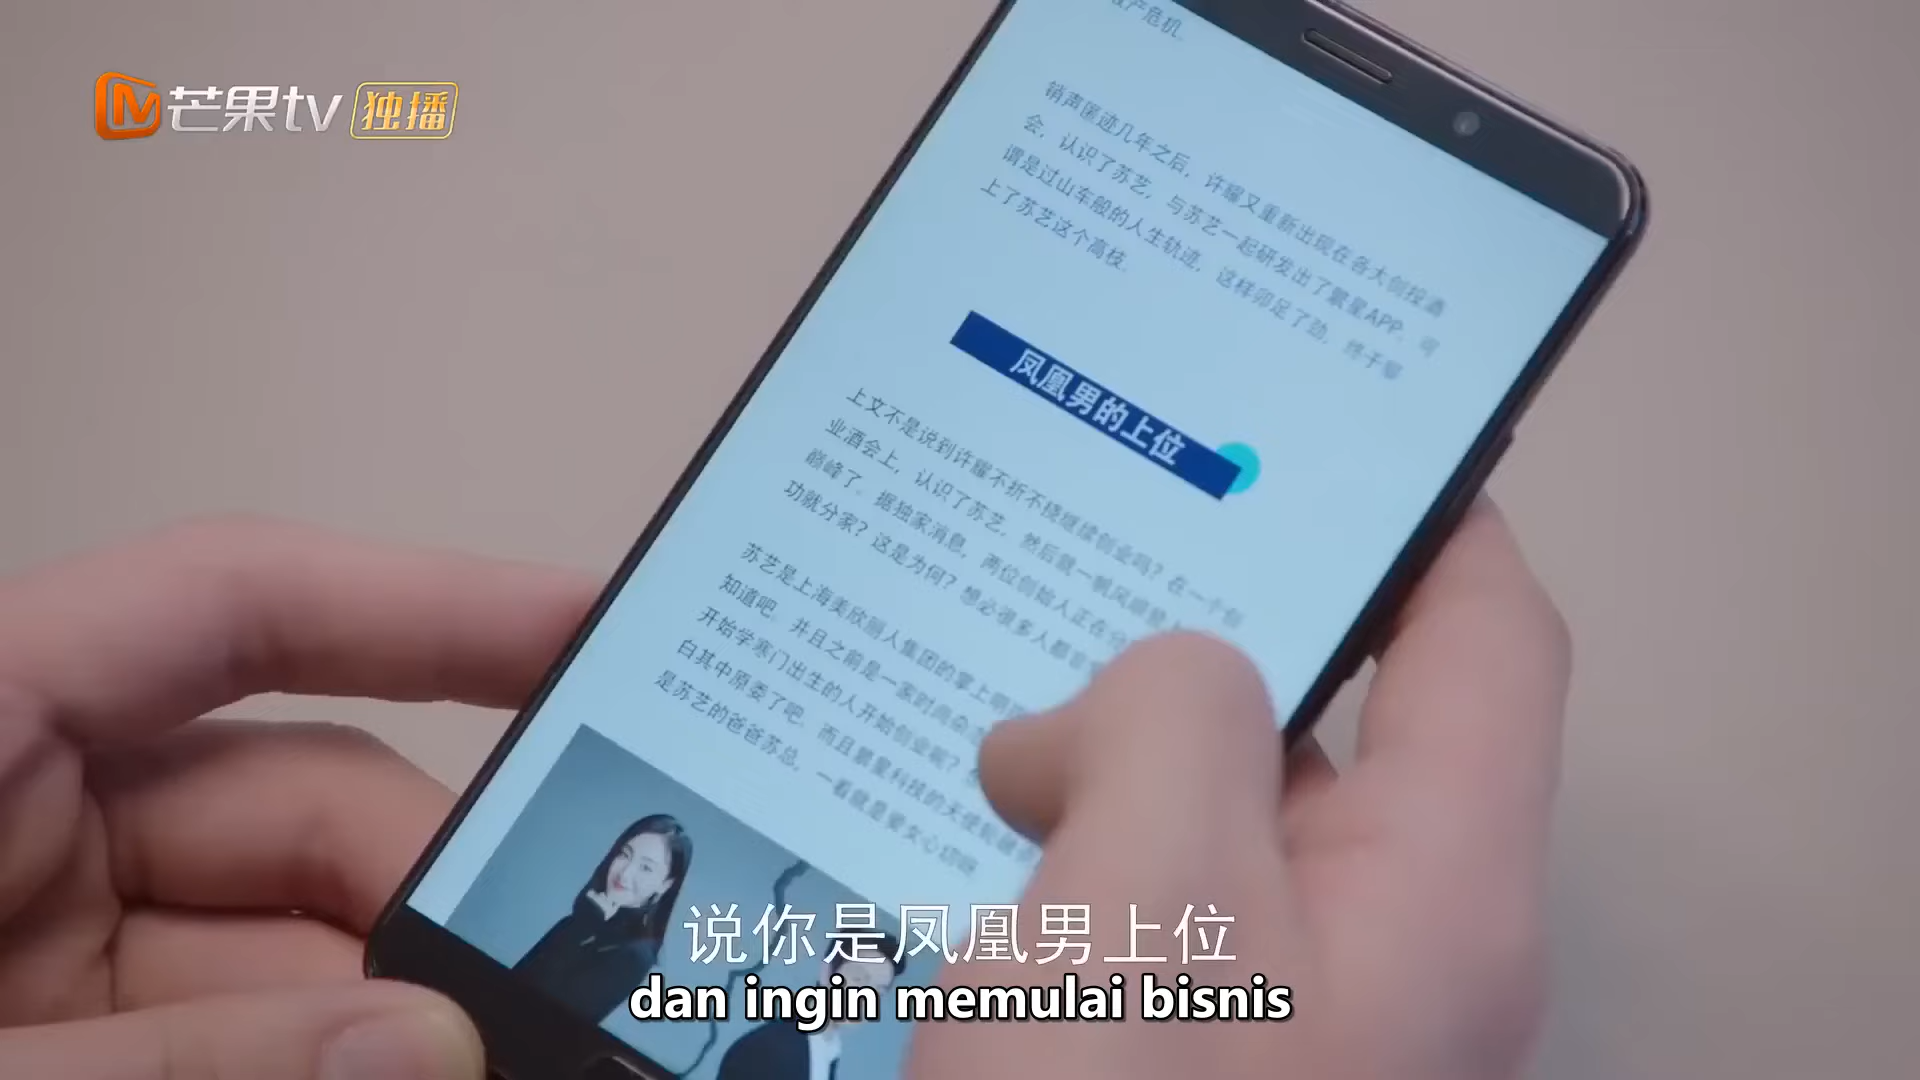 芒果tv 独播
销声匿迹几年之后，许耀又重新出现在各大创投酒
会，认识了苏艺，与苏艺一起研发出了繁星APP，可
谓是过山车般的人生轨迹，这样卯足了劲，终于攀
上了苏艺这个高枝。
凤凰男的上位
上文不是说到许耀不折不挠继续创业吗？在一个创
业酒会上，认识了苏艺，然后就一帆风顺登上
巅峰了。据独家消息，两位创始人正在分
功就分家？这是为何？想必很多人都
苏艺是上海美欣丽人集团的掌上明
知道吧，并且之前是一家时尚杂
开始学寒门出生的人开始创业呢？
白其中原委了吧，而且繁星科技的天使轮
是苏艺的爸爸苏总，一看就是爱女心切呀
说你是凤凰男上位
dan ingin memulai bisnis